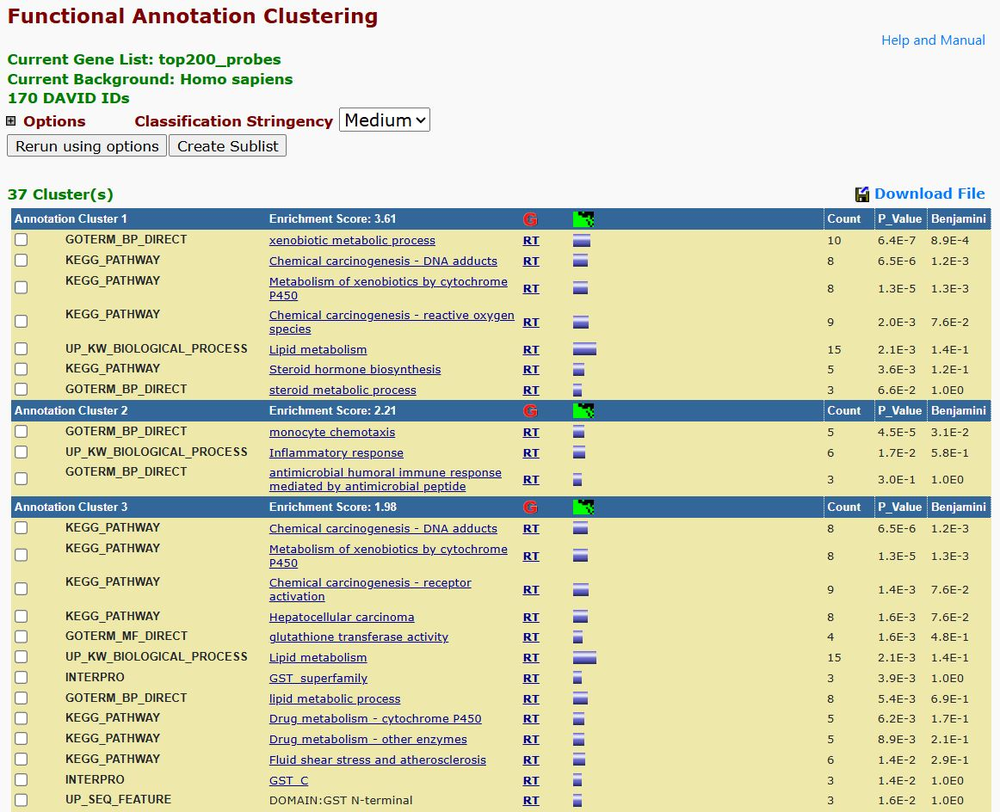 Functional Annotation Clustering
Help and Manual
Current Gene List: top200_probes
Current Background: Homo sapiens
170 DAVID IDs
Options Classification Stringency Medium
Rerun using options Create Sublist
37 Cluster(s) Download File
Annotation Cluster 1 Enrichment Score: 3.61 G Count P_Value Benjamini
GOTERM_BP_DIRECT xenobiotic metabolic process RT 10 6.4E-7 8.9E-4
KEGG_PATHWAY Chemical carcinogenesis - DNA adducts RT 8 6.5E-6 1.2E-3
KEGG_PATHWAY Metabolism of xenobiotics by cytochrome
P450 RT 8 1.3E-5 1.3E-3
KEGG_PATHWAY Chemical carcinogenesis - reactive oxygen
species RT 9 2.0E-3 7.6E-2
UP_KW_BIOLOGICAL_PROCESS Lipid metabolism RT 15 2.1E-3 1.4E-1
KEGG_PATHWAY Steroid hormone biosynthesis RT 5 3.6E-3 1.2E-1
GOTERM_BP_DIRECT steroid metabolic process RT 3 6.6E-2 1.0E0
Annotation Cluster 2 Enrichment Score: 2.21 G Count P_Value Benjamini
GOTERM_BP_DIRECT monocyte chemotaxis RT 5 4.5E-5 3.1E-2
UP_KW_BIOLOGICAL_PROCESS Inflammatory response RT 6 1.7E-2 5.8E-1
GOTERM_BP_DIRECT antimicrobial humoral immune response
mediated by antimicrobial peptide RT 3 3.0E-1 1.0E0
Annotation Cluster 3 Enrichment Score: 1.98 G Count P_Value Benjamini
KEGG_PATHWAY Chemical carcinogenesis - DNA adducts RT 8 6.5E-6 1.2E-3
KEGG_PATHWAY Metabolism of xenobiotics by cytochrome
P450 RT 8 1.3E-5 1.3E-3
KEGG_PATHWAY Chemical carcinogenesis - receptor
activation RT 9 1.4E-3 7.6E-2
KEGG_PATHWAY Hepatocellular carcinoma RT 8 1.6E-3 7.6E-2
GOTERM_MF_DIRECT glutathione transferase activity RT 4 1.6E-3 4.8E-1
UP_KW_BIOLOGICAL_PROCESS Lipid metabolism RT 15 2.1E-3 1.4E-1
INTERPRO GST_superfamily RT 3 3.9E-3 1.0E0
GOTERM_BP_DIRECT lipid metabolic process RT 8 5.4E-3 6.9E-1
KEGG_PATHWAY Drug metabolism - cytochrome P450 RT 5 6.2E-3 1.7E-1
KEGG_PATHWAY Drug metabolism - other enzymes RT 5 8.9E-3 2.1E-1
KEGG_PATHWAY Fluid shear stress and atherosclerosis RT 6 1.4E-2 2.9E-1
INTERPRO GST_C RT 3 1.4E-2 1.0E0
UP_SEQ_FEATURE DOMAIN:GST N-terminal RT 3 1.6E-2 1.0E0